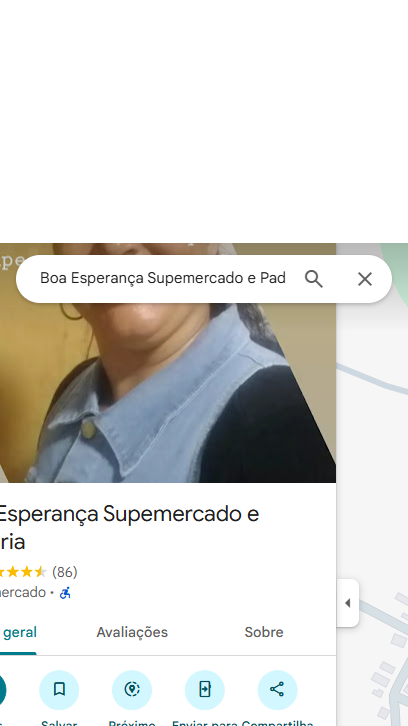 Boa Esperança Supemercado e Pad
Esperança Supemercado e
ria
(86)
ercado
geral Avaliações Sobre
Salvar Próximo Enviar para Compartilha